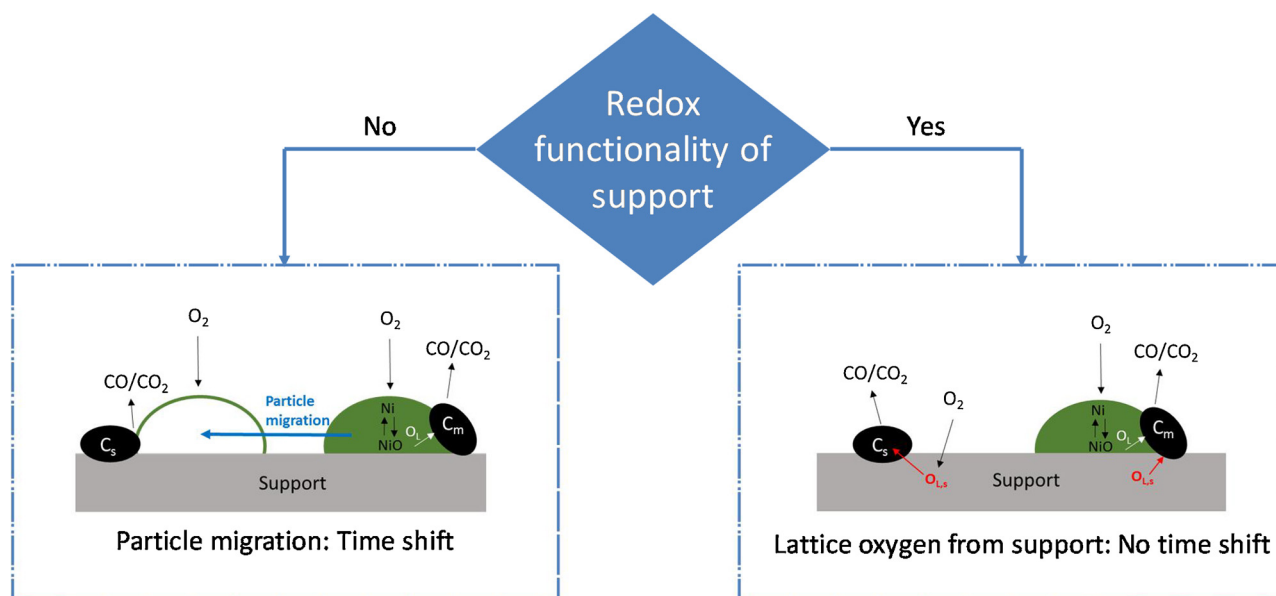 Redox
functionality of
support
No
Yes
O2
O2
CO/CO2
CO/CO2
Particle
migration
Ni
NiO
OL
Cs
Cm
Support
Particle migration: Time shift
O2
CO/CO2
CO/CO2
O2
Ni
NiO
OL
Cs
Cm
OL,s
OL,s
Support
Lattice oxygen from support: No time shift